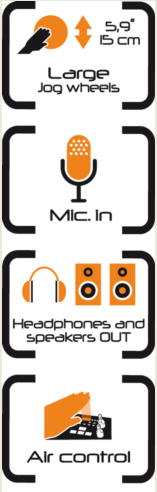 5,9"
15 cm
Large
Jog wheels
Mic. In
Headphones and
speakers OUT
Air control